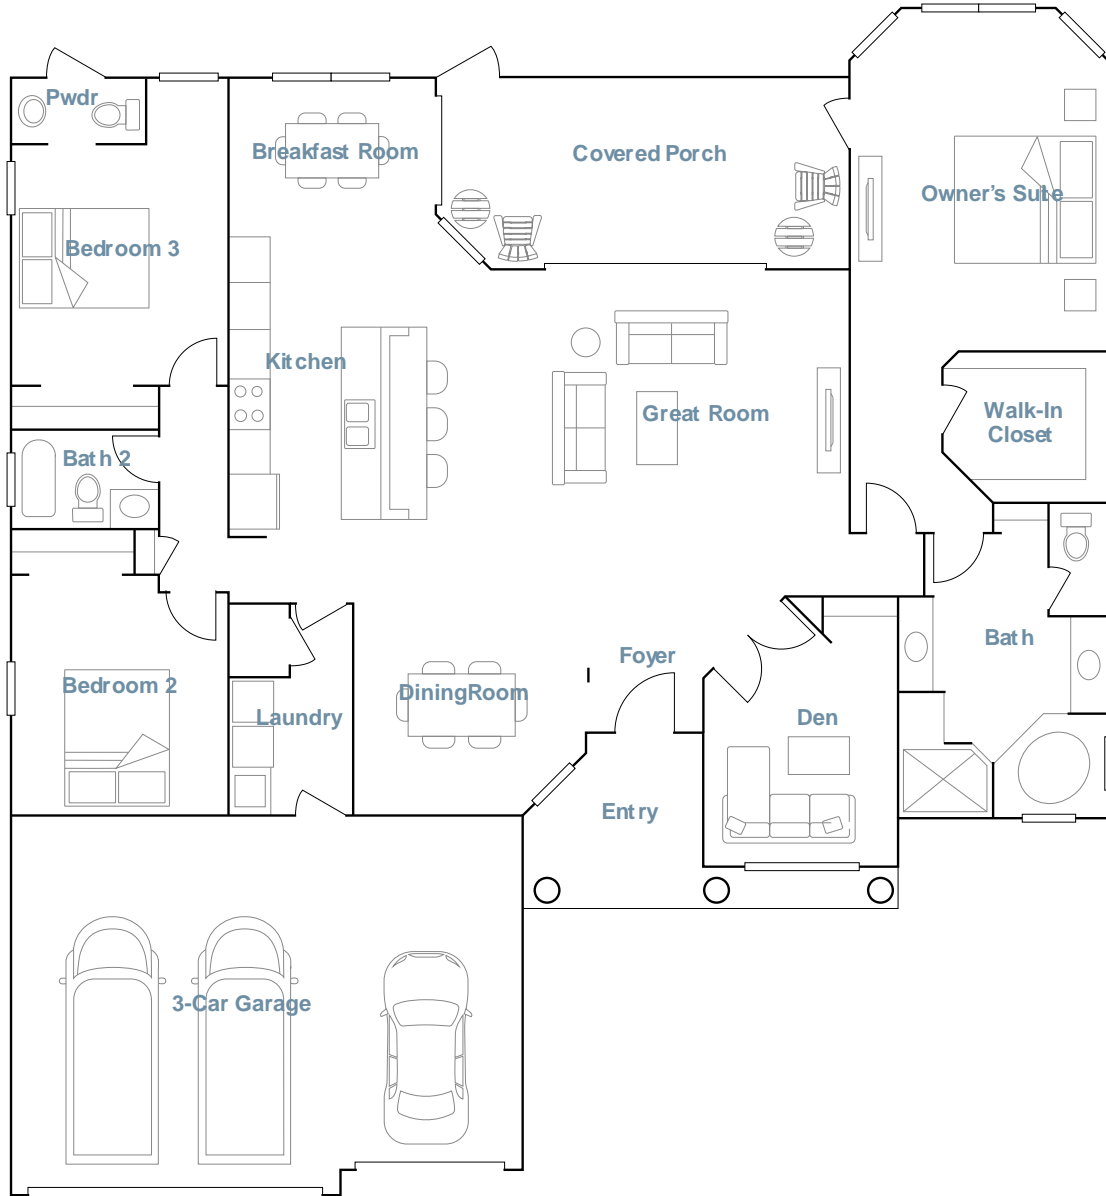 Pwdr
Breakfast Room
Covered Porch
Owner's Suite
Bedroom 3
Kitchen
Great Room
Walk-In
Closet
Bath 2
Bath
Foyer
Bedroom 2
DiningRoom
Laundry
Den
Entry
3-Car Garage